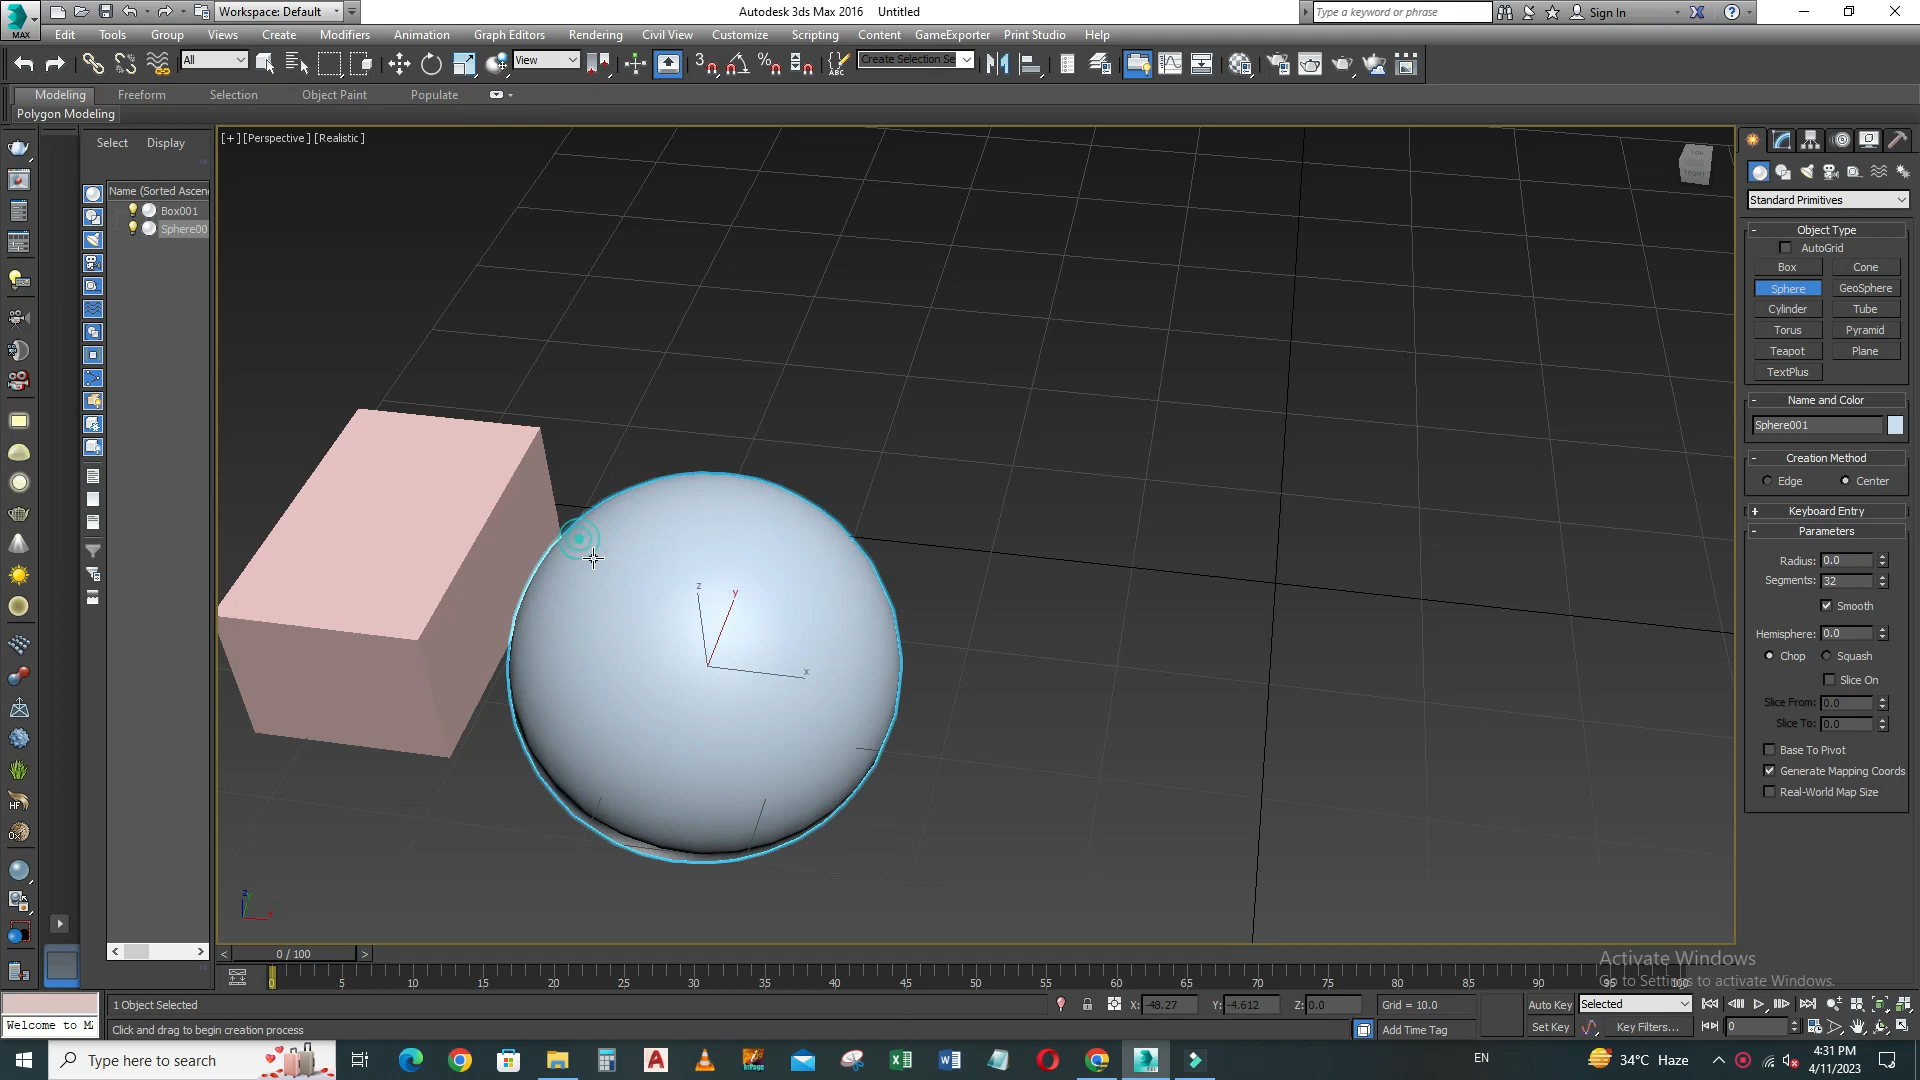 Workspace: Default
Autodesk 3ds Max 2016    Untitled
Type a keyword or phrase
Sign In
MAX
Edit Tools Group Views Create Modifiers Animation Graph Editors Rendering Civil View Customize Scripting Content GameExporter Print Studio Help
All
View
Create Selection Se
Modeling Freeform Selection Object Paint Populate
Polygon Modeling
Select Display
Name (Sorted Ascen
Box001
Sphere00
[+] [Perspective] [Realistic]
z
y
x
Standard Primitives
- Object Type
AutoGrid
Box Cone
Sphere GeoSphere
Cylinder Tube
Torus Pyramid
Teapot Plane
TextPlus
- Name and Color
Sphere001
- Creation Method
Edge Center
+ Keyboard Entry
- Parameters
Radius: 0.0
Segments: 32
Smooth
Hemisphere: 0.0
Chop Squash
Slice On
Slice From: 0.0
Slice To: 0.0
Base To Pivot
Generate Mapping Coords
Real-World Map Size
< 0 / 100 >
0 5 10 15 20 25 30 35 40 45 50 55 60 65 70 75 80 85 90 95 100
Activate Windows
Go to Settings to activate Windows.
1 Object Selected
X: -48.27 Y: -4.612 Z: 0.0 Grid = 10.0
Auto Key Selected
Welcome to M
Click and drag to begin creation process
Add Time Tag
Set Key Key Filters... 0
Type here to search
EN
34°C Haze
4:31 PM
4/11/2023